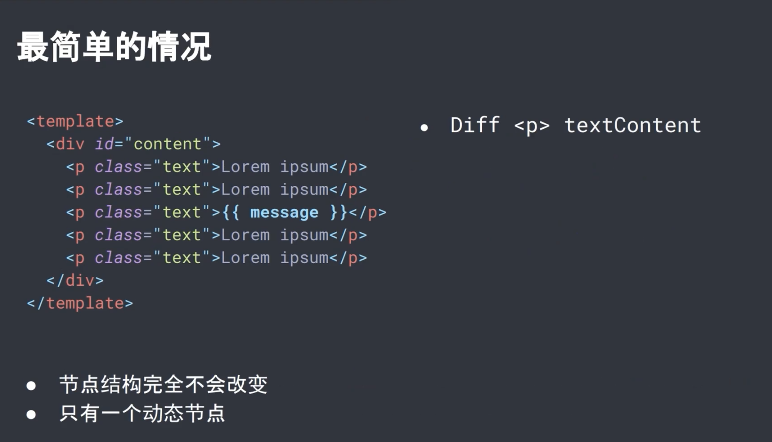 最简单的情况
<template>
  <div id="content">
    <p class="text">Lorem ipsum</p>
    <p class="text">Lorem ipsum</p>
    <p class="text">{{ message }}</p>
    <p class="text">Lorem ipsum</p>
    <p class="text">Lorem ipsum</p>
  </div>
</template>
• Diff <p> textContent
• 节点结构完全不会改变
• 只有一个动态节点